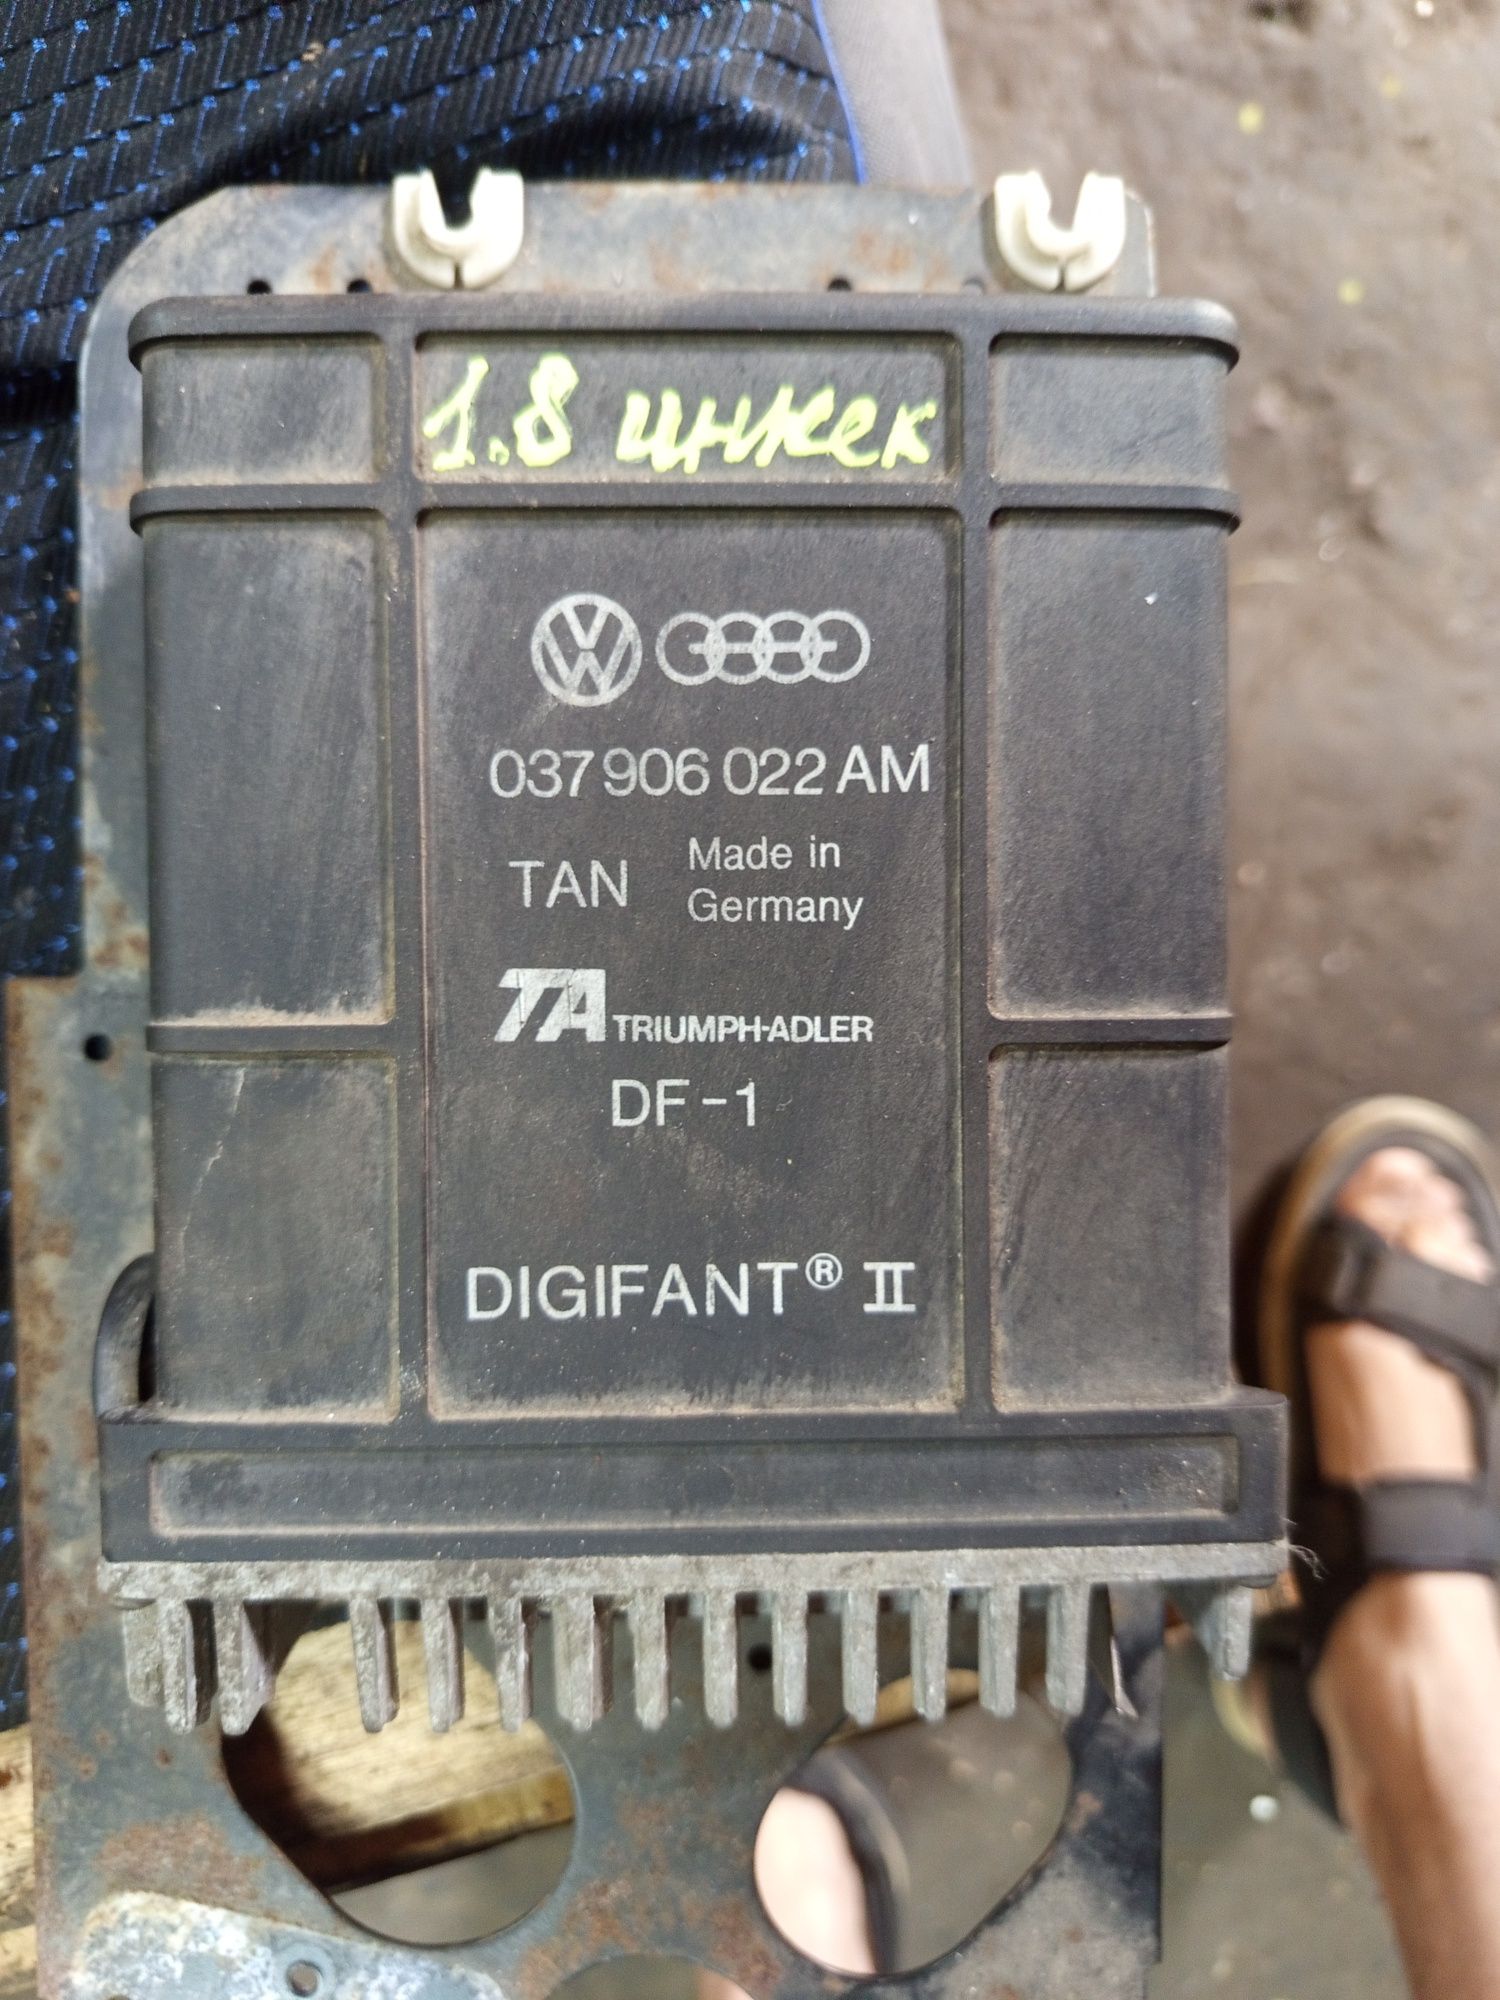 1.8 инжек
037 906 022 AM
TAN Made in
Germany
TA TRIUMPH-ADLER
DF-1
DIGIFANT® II